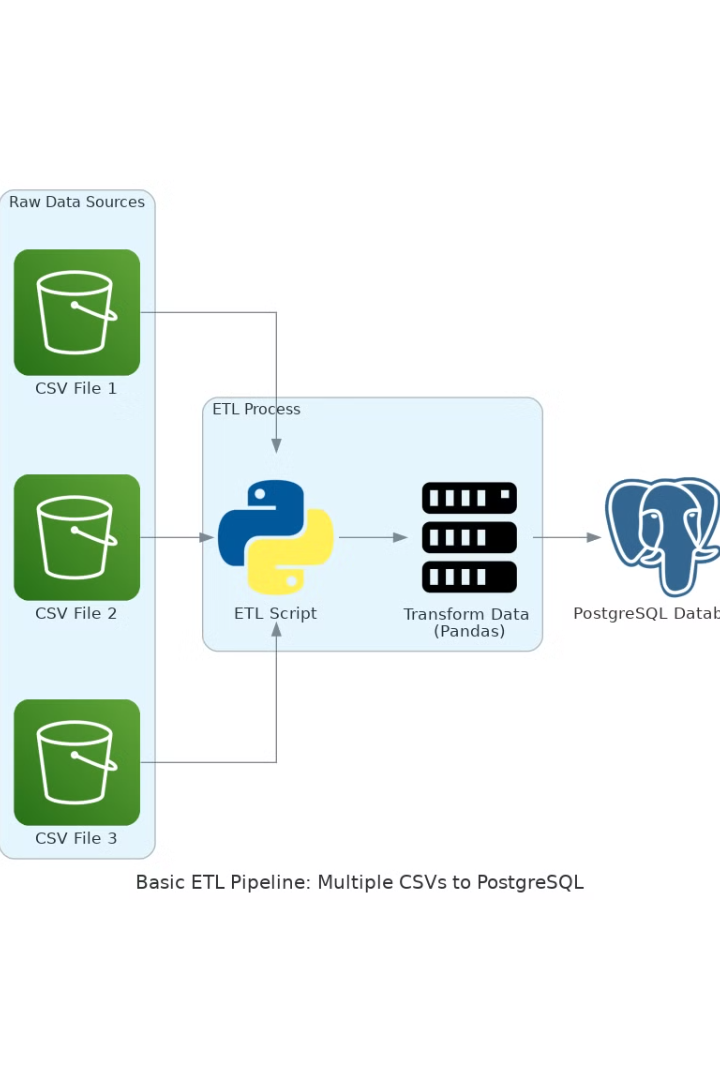 Raw Data Sources
CSV File 1
ETL Process
CSV File 2
ETL Script
Transform Data
(Pandas)
PostgreSQL Datab
CSV File 3
Basic ETL Pipeline: Multiple CSVs to PostgreSQL